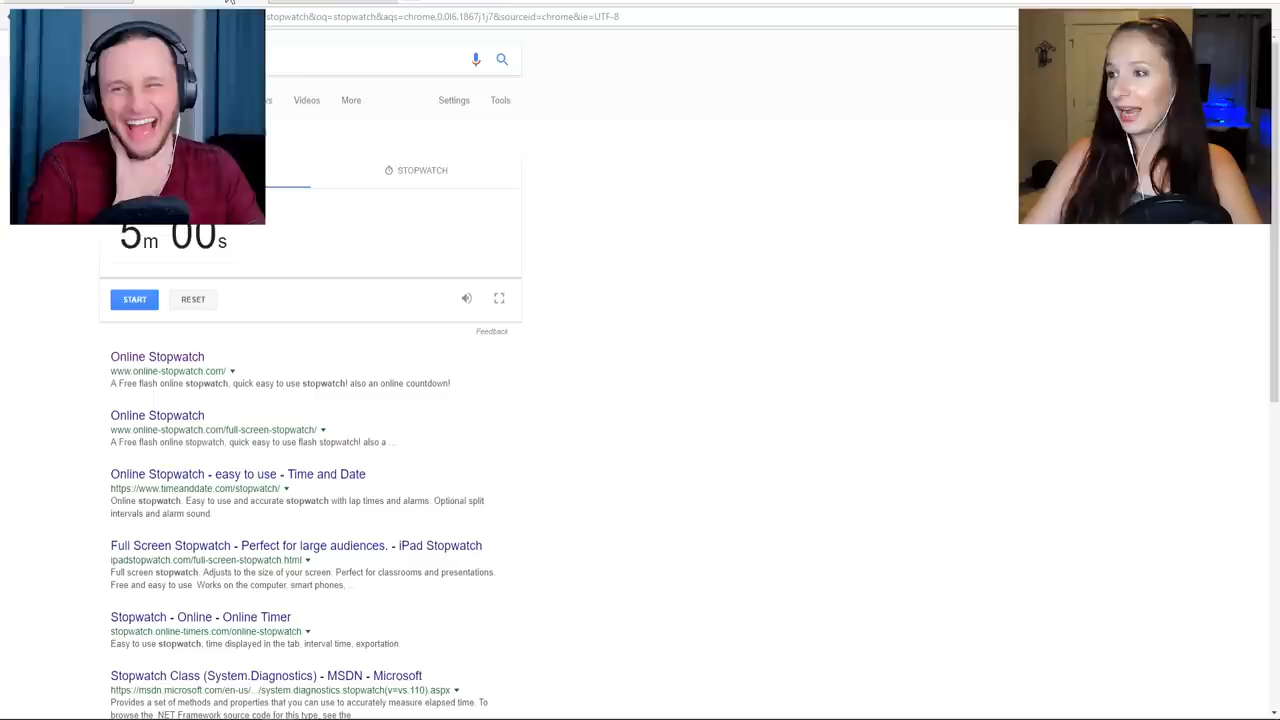 stopwatch&oq=stopwatch&aqs=chrome.0.0l6.1867j1j7&sourceid=chrome&ie=UTF-8
Videos More Settings Tools
STOPWATCH
5m 00s
START RESET
Feedback
Online Stopwatch
www.online-stopwatch.com/
A Free flash online stopwatch, quick easy to use stopwatch! also an online countdown!
Online Stopwatch
www.online-stopwatch.com/full-screen-stopwatch/
A Free flash online stopwatch, quick easy to use flash stopwatch! also a ...
Online Stopwatch - easy to use - Time and Date
https://www.timeanddate.com/stopwatch/
Online stopwatch. Easy to use and accurate stopwatch with lap times and alarms. Optional split
intervals and alarm sound.
Full Screen Stopwatch - Perfect for large audiences. - iPad Stopwatch
ipadstopwatch.com/full-screen-stopwatch.html
Full screen stopwatch. Adjusts to the size of your screen. Perfect for classrooms and presentations.
Free and easy to use. Works on the computer, smart phones, ...
Stopwatch - Online - Online Timer
stopwatch.online-timers.com/online-stopwatch
Easy to use stopwatch, time displayed in the tab, interval time, exportation
Stopwatch Class (System.Diagnostics) - MSDN - Microsoft
https://msdn.microsoft.com/en-us/.../system.diagnostics.stopwatch(v=vs.110).aspx
Provides a set of methods and properties that you can use to accurately measure elapsed time. To
browse the .NET Framework source code for this type, see the